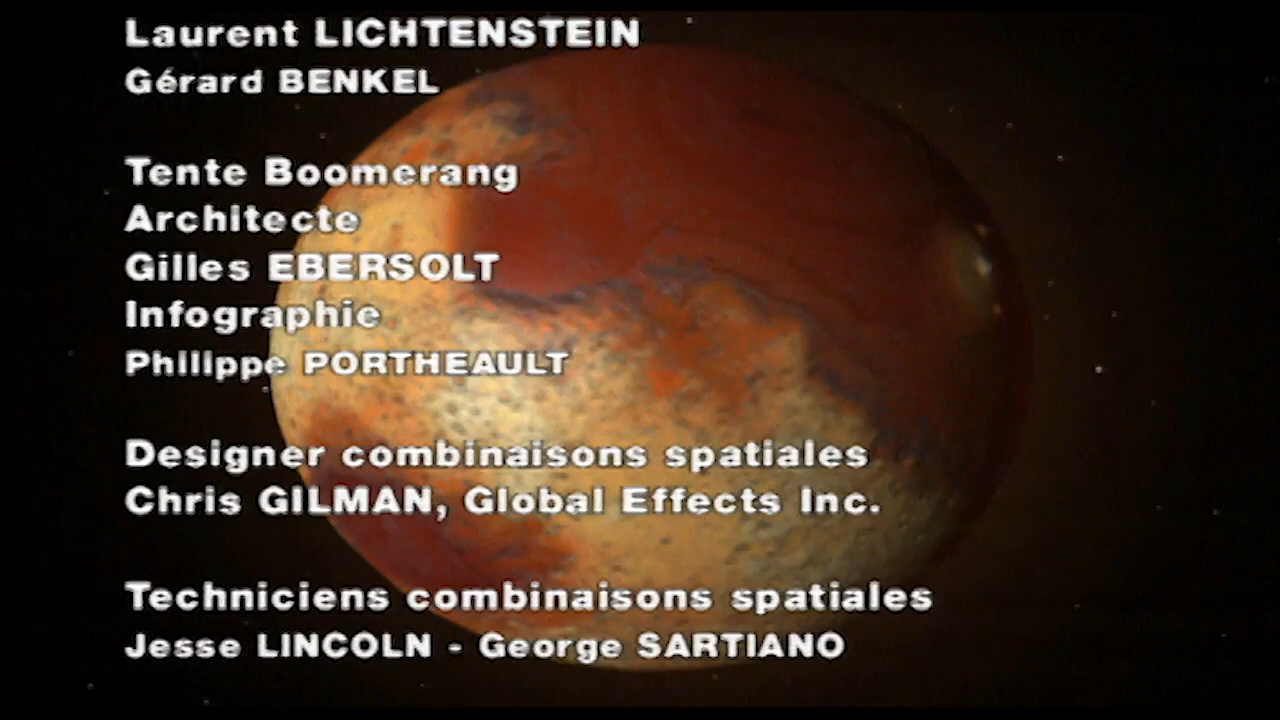 Laurent LICHTENSTEIN
Gérard BENKEL
Tente Boomerang
Architecte
Gilles EBERSOLT
Infographie
Philippe PORTHEAULT
Designer combinaisons spatiales
Chris GILMAN, Global Effects Inc.
Techniciens combinaisons spatiales
Jesse LINCOLN - George SARTIANO